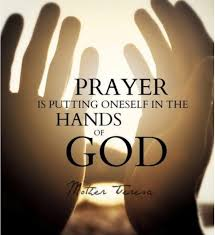 PRAYER
IS PUTTING ONESELF IN THE
HANDS
OF
GOD
Mother Teresa